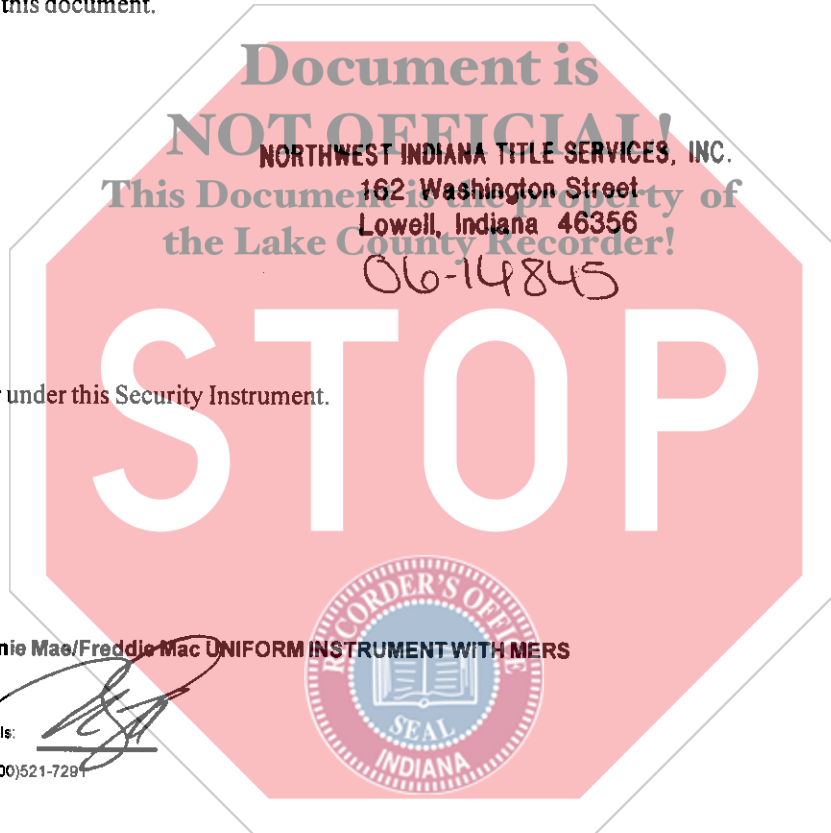 this document.
Document is
NOT OFFICIAL!
NORTHWEST INDIANA TITLE SERVICES, INC.
This Document is the property of
162 Washington Street
Lowell, Indiana 46356
the Lake County Recorder!
06-14845
STOP
under this Security Instrument.
RECORDER'S OFFICE
nie Mae/Freddie Mac UNIFORM INSTRUMENT WITH MERS
SEAL
INDIANA
ls:
00)521-7291